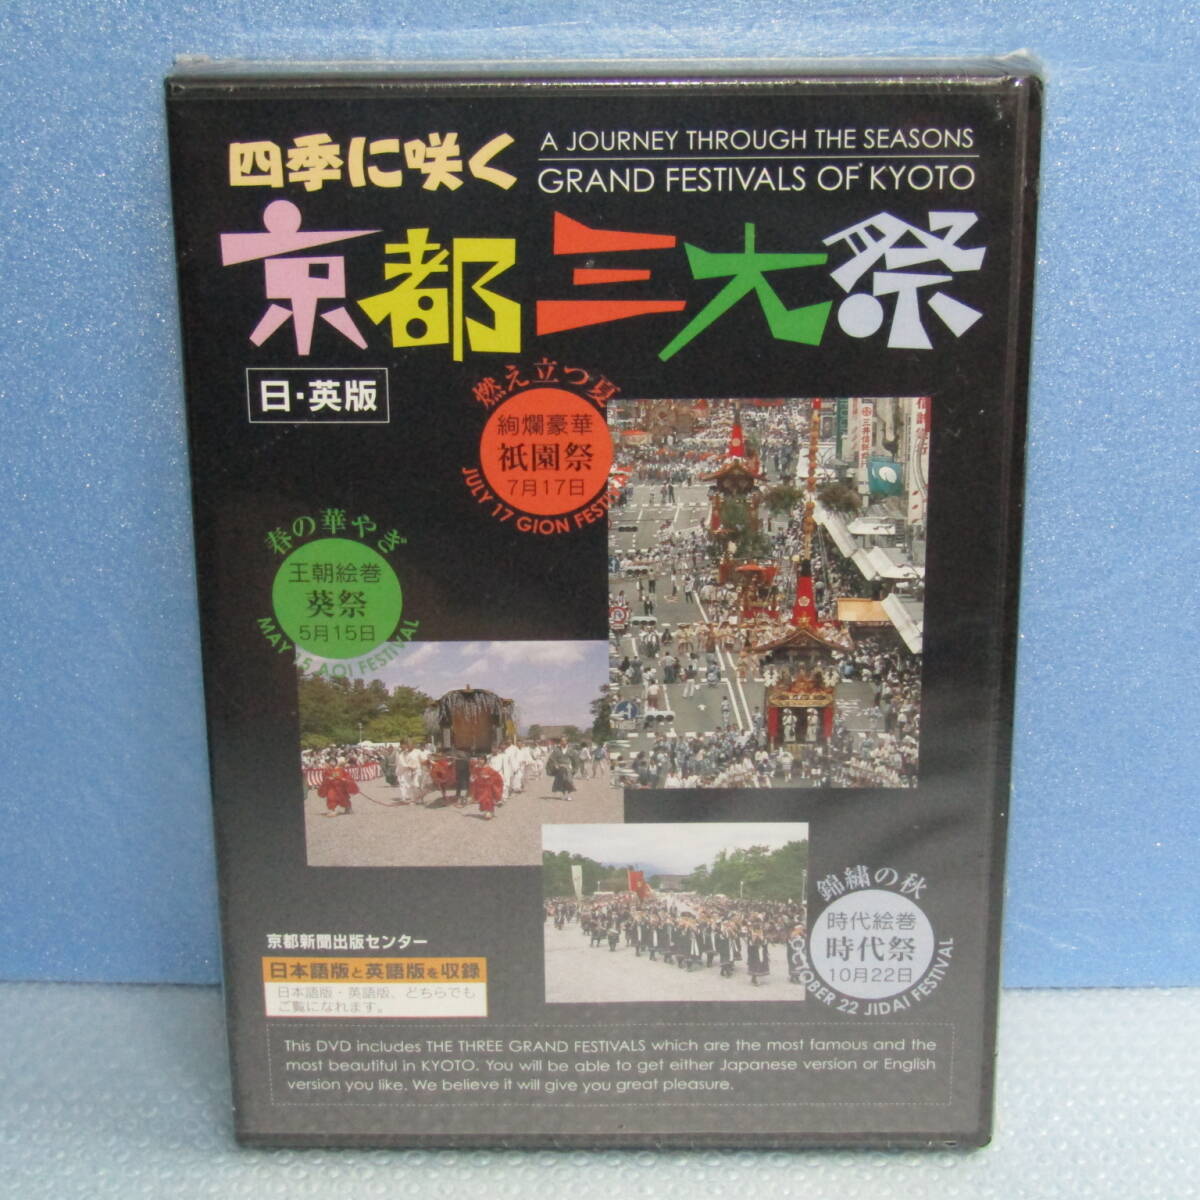 四季に咲く
A JOURNEY THROUGH THE SEASONS
GRAND FESTIVALS OF KYOTO
京都三大祭
日・英版
燃え立つ夏
絢爛豪華
祇園祭
7月17日
JULY 17 GION FESTIVAL
春の華やぎ
王朝絵巻
葵祭
5月15日
MAY 15 AOI FESTIVAL
錦繍の秋
時代絵巻
時代祭
10月22日
OCTOBER 22 JIDAI FESTIVAL
京都新聞出版センター
日本語版と英語版を収録
日本語版・英語版、どちらでも
ご覧になれます。
This DVD includes THE THREE GRAND FESTIVALS which are the most famous and the
most beautiful in KYOTO. You will be able to get either Japanese version or English
version you like. We believe it will give you great pleasure.